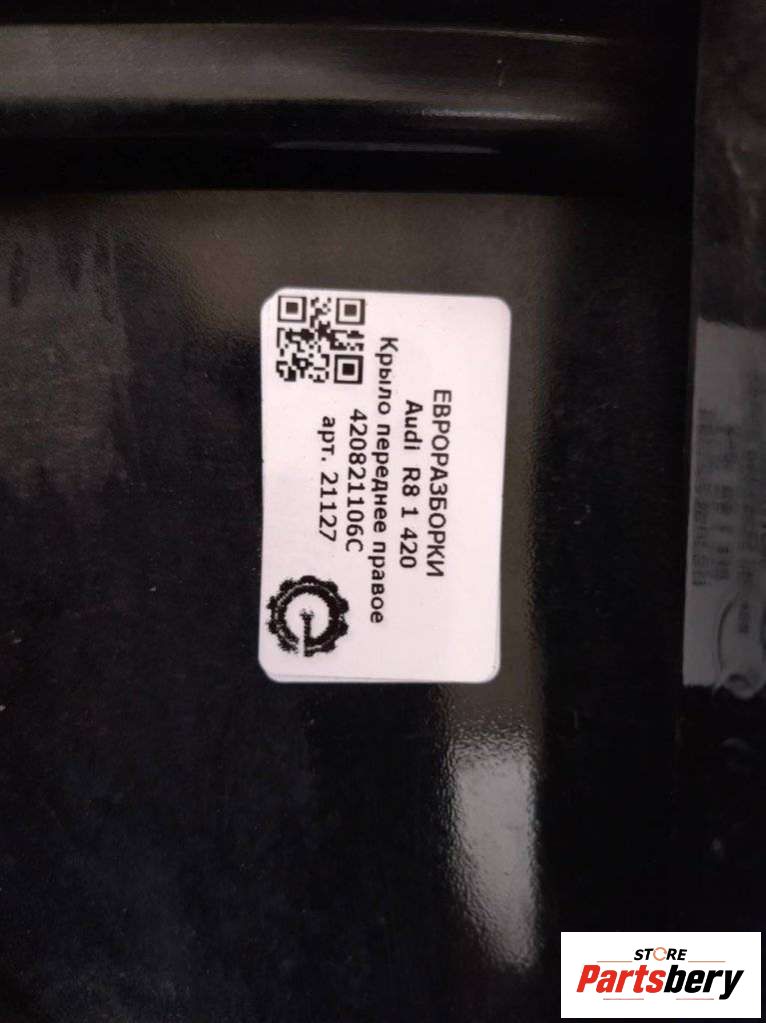 ЕВРОРАЗБОРКИ
Audi R8 1 420
Крыло переднее правое
420821106C
арт. 21127
STORE
Partsbery